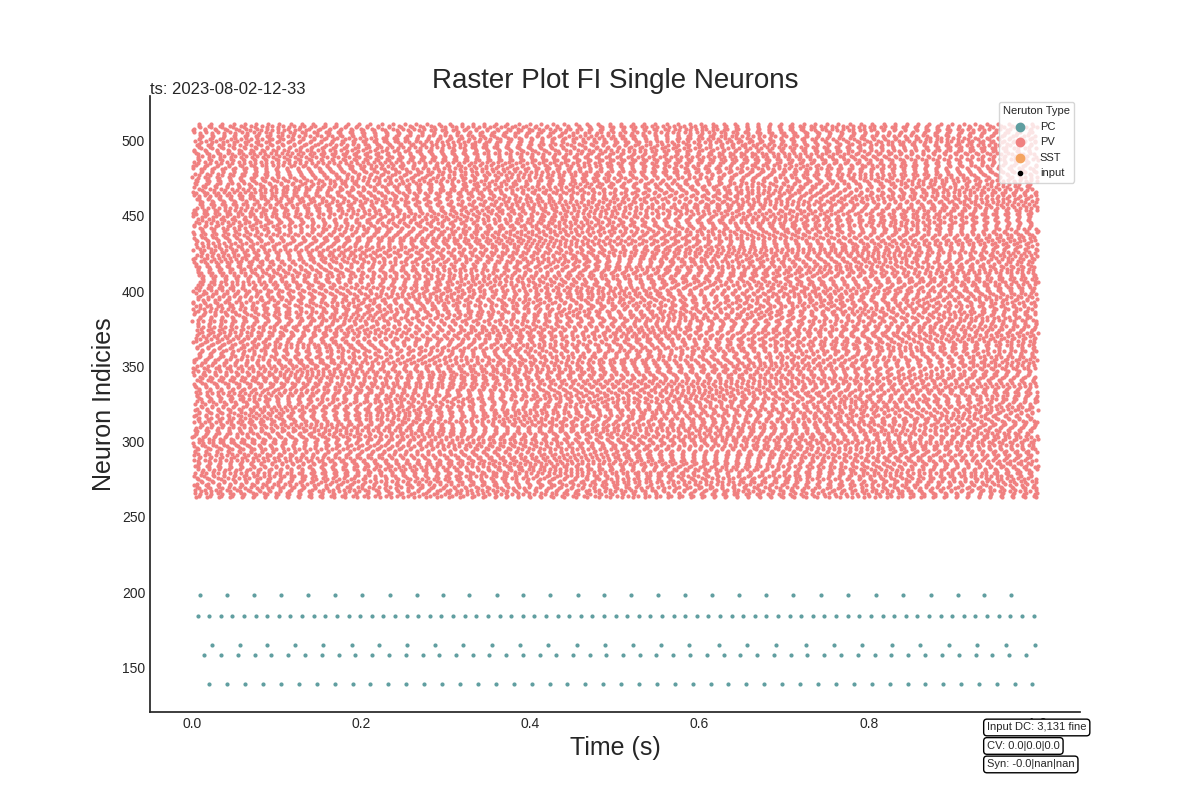 Raster Plot FI Single Neurons
ts: 2023-08-02-12-33
Neruton Type
PC
PV
SST
input
500
450
400
350
300
250
200
150
Neuron Indicies
0.0 0.2 0.4 0.6 0.8
Time (s)
Input DC: 3,131 fine
CV: 0.0|0.0|0.0
Syn: -0.0|nan|nan